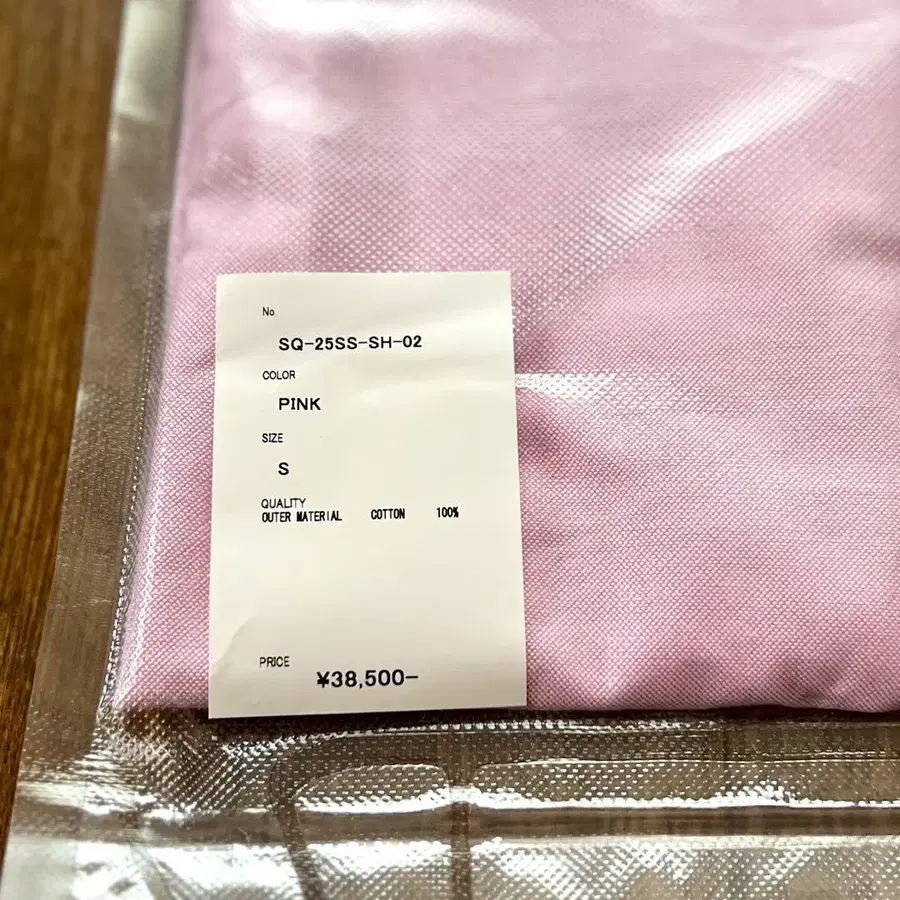 No
SQ-25SS-SH-02
COLOR
PINK
SIZE
S
QUALITY
OUTER MATERIAL COTTON 100%
PRICE
¥38,500-